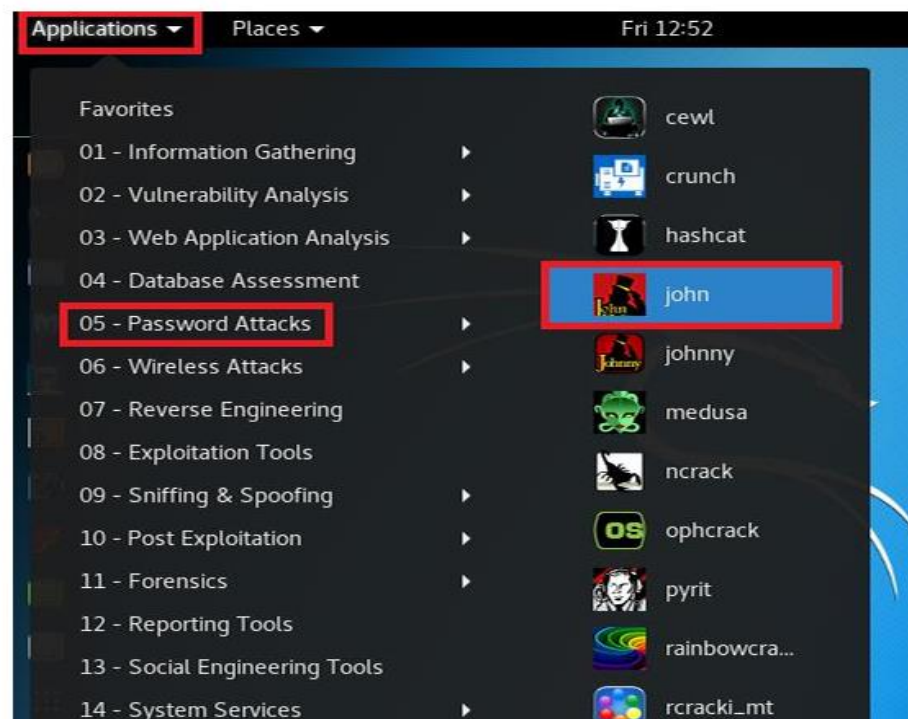 Applications Places Fri 12:52
Favorites
01 - Information Gathering
02 - Vulnerability Analysis
03 - Web Application Analysis
04 - Database Assessment
05 - Password Attacks
06 - Wireless Attacks
07 - Reverse Engineering
08 - Exploitation Tools
09 - Sniffing & Spoofing
10 - Post Exploitation
11 - Forensics
12 - Reporting Tools
13 - Social Engineering Tools
14 - System Services
cewl
crunch
hashcat
John
john
Johnny
johnny
medusa
ncrack
OS
ophcrack
pyrit
rainbowcra...
rcracki_mt